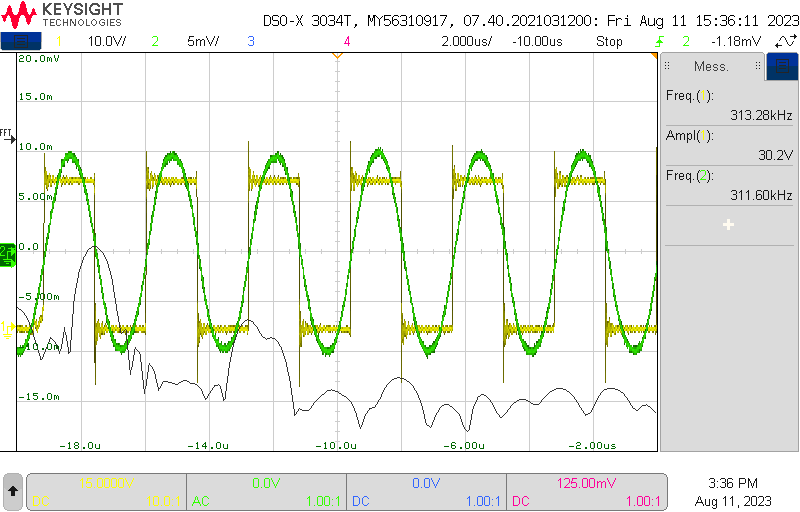 KEYSIGHT
TECHNOLOGIES
DSO-X 3034T, MY56310917, 07.40.2021031200: Fri Aug 11 15:36:11 2023
1 10.0V/ 2 5mV/ 3 4 2.000us/ -10.00us Stop 2 -1.18mV
20.0mV
15.0m
10.0m
5.00m
0.0
-5.00m
-10.0m
-15.0m
FFT
2
1
-18.0u -14.0u -10.0u -6.00u -2.00us
Mess.
Freq.( ):
313.28kHz
Ampl( ):
30.2V
Freq.(2):
311.60kHz
0.0V 0.0V 125.00mV
AC 1.00:1 DC 1.00:1 DC 1.00:1
3:36 PM
Aug 11, 2023